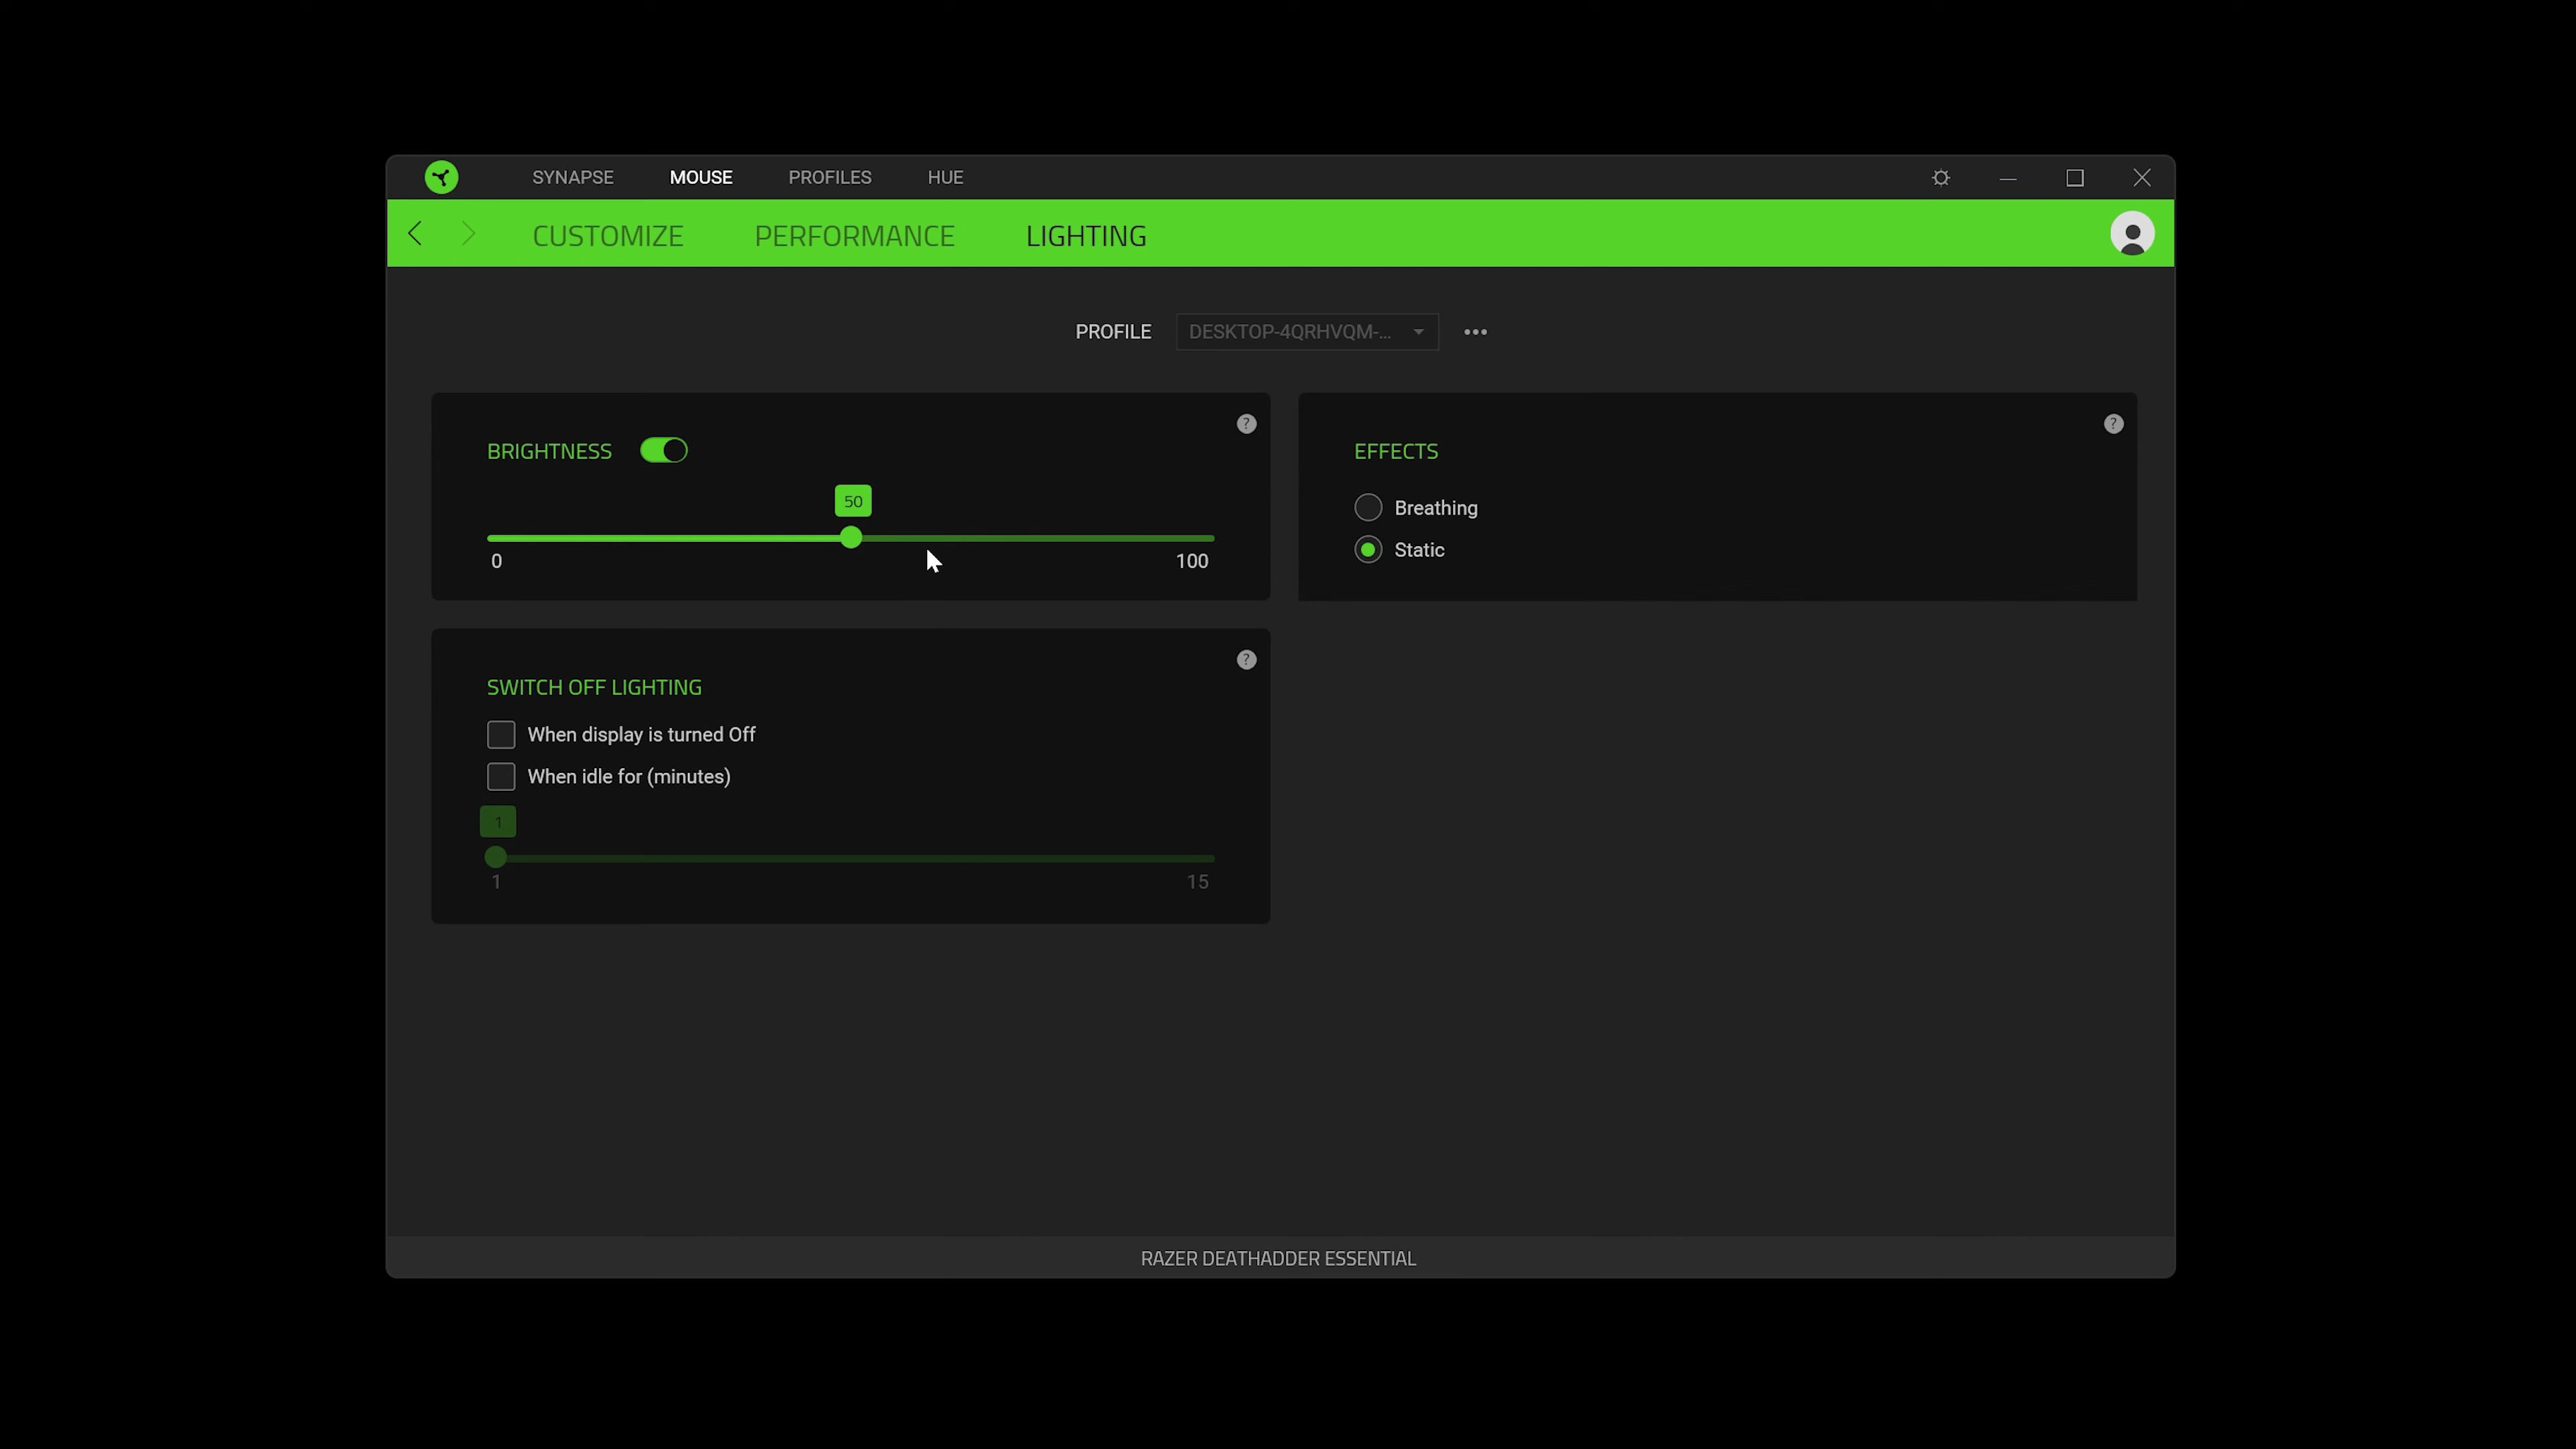 SYNAPSE MOUSE PROFILES HUE
CUSTOMIZE PERFORMANCE LIGHTING
PROFILE DESKTOP-4QRHVQM-...
BRIGHTNESS
?
50
0 100
EFFECTS
?
Breathing
Static
SWITCH OFF LIGHTING
?
When display is turned Off
When idle for (minutes)
1
1 15
RAZER DEATHADDER ESSENTIAL